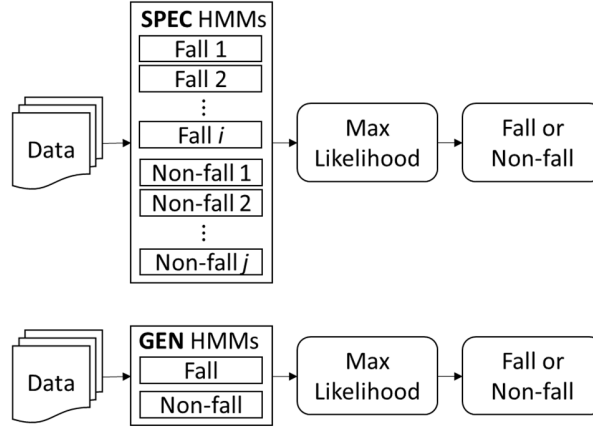 SPEC HMMs
Fall 1
Fall 2
⋮
Fall i
Non-fall 1
Non-fall 2
⋮
Non-fall j
Data
Max
Likelihood
Fall or
Non-fall
GEN HMMs
Fall
Non-fall
Data
Max
Likelihood
Fall or
Non-fall